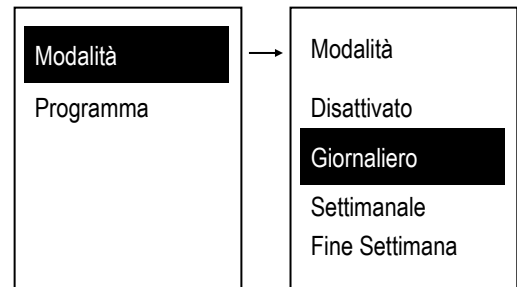 Modalità
Programma
Modalità
Disattivato
Giornaliero
Settimanale
Fine Settimana